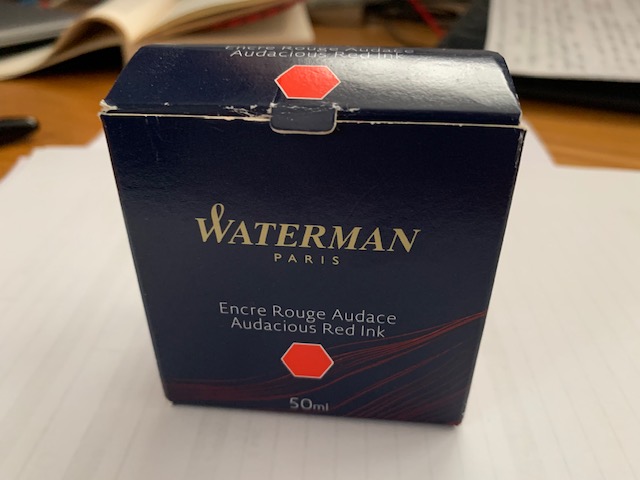 Encre Rouge Audace
Audacious Red Ink
WATERMAN
PARIS
Encre Rouge Audace
Audacious Red Ink
50ml